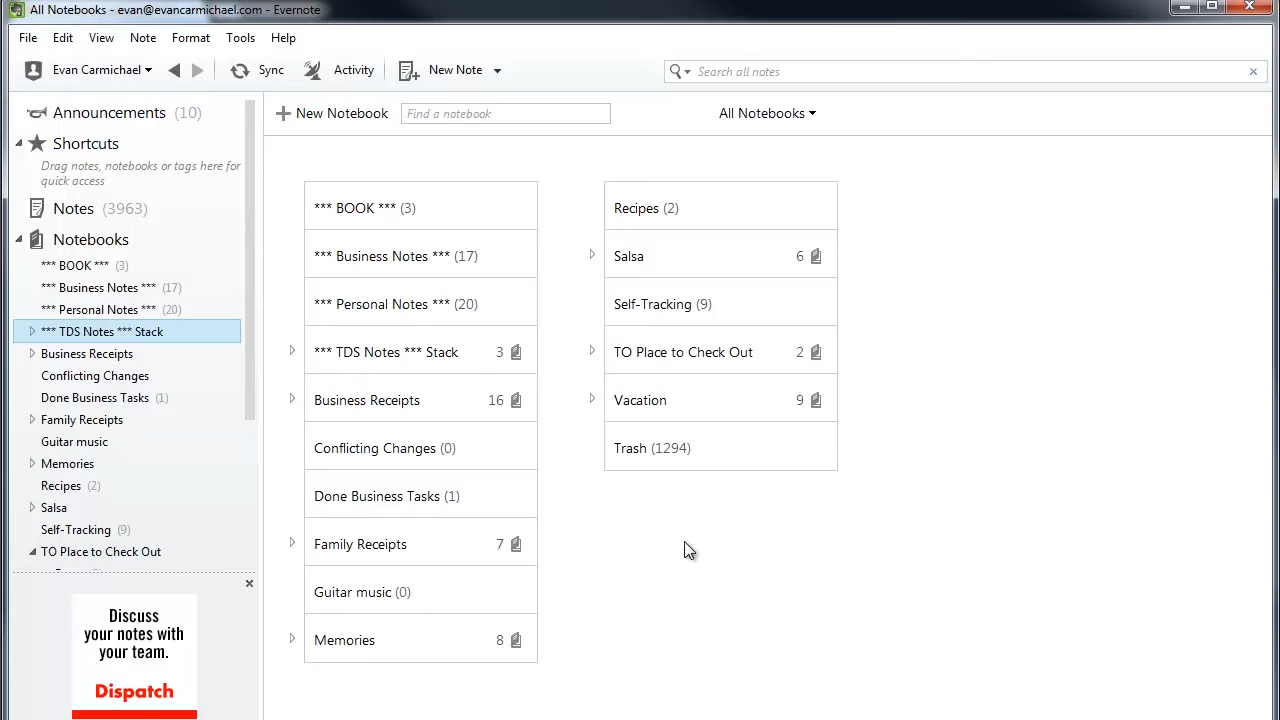 All Notebooks - evan@evancarmichael.com - Evernote
File Edit View Note Format Tools Help
Evan Carmichael Sync Activity New Note Search all notes
Announcements (10)
Shortcuts
Drag notes, notebooks or tags here for
quick access
Notes (3963)
Notebooks
*** BOOK *** (3)
*** Business Notes *** (17)
*** Personal Notes *** (20)
*** TDS Notes *** Stack
Business Receipts
Conflicting Changes
Done Business Tasks (1)
Family Receipts
Guitar music
Memories
Recipes (2)
Salsa
Self-Tracking (9)
TO Place to Check Out
Discuss
your notes with
your team.
Dispatch
New Notebook Find a notebook All Notebooks
*** BOOK *** (3)
*** Business Notes *** (17)
*** Personal Notes *** (20)
*** TDS Notes *** Stack 3
Business Receipts 16
Conflicting Changes (0)
Done Business Tasks (1)
Family Receipts 7
Guitar music (0)
Memories 8
Recipes (2)
Salsa 6
Self-Tracking (9)
TO Place to Check Out 2
Vacation 9
Trash (1294)